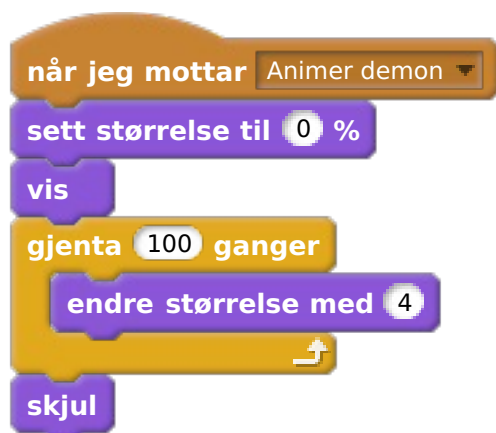 når jeg mottar Animer demon
sett størrelse til 0 %
vis
gjenta 100 ganger
endre størrelse med 4
skjul